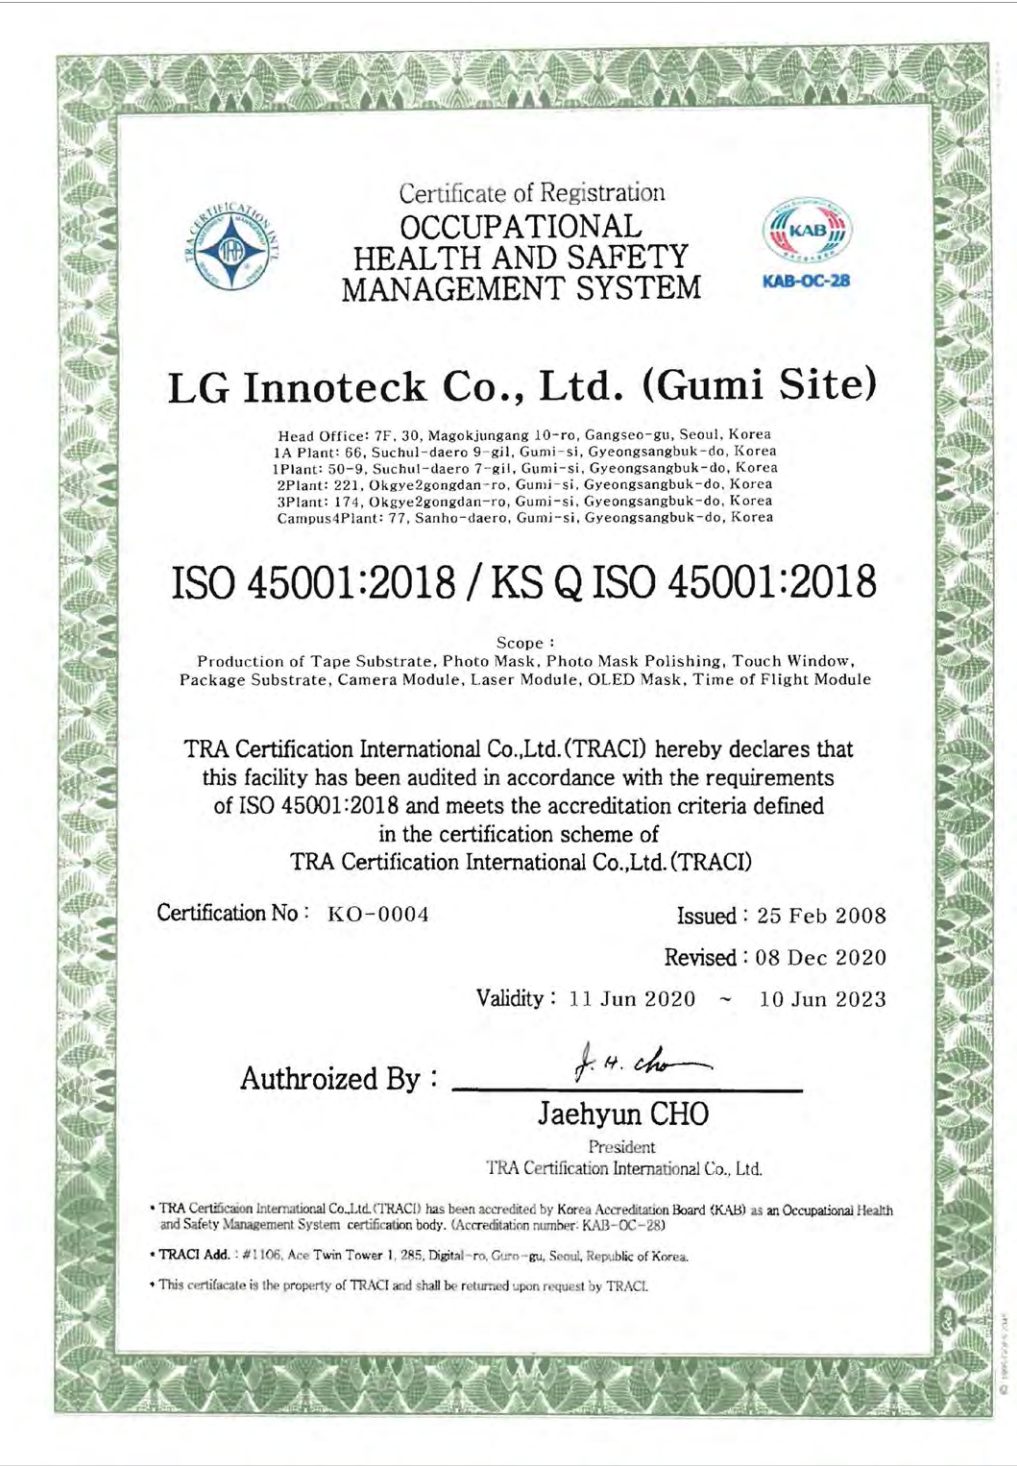 Certificate of Registration
OCCUPATIONAL
HEALTH AND SAFETY
MANAGEMENT SYSTEM
TRA CERTIFICATION INT'L
TRA
KAB
KAB-OC-28
LG Innoteck Co., Ltd. (Gumi Site)
Head Office: 7F, 30, Magokjungang 10-ro, Gangseo-gu, Seoul, Korea
1A Plant: 66, Suchul-daero 9-gil, Gumi-si, Gyeongsangbuk-do, Korea
1Plant: 50-9, Suchul-daero 7-gil, Gumi-si, Gyeongsangbuk-do, Korea
2Plant: 221, Okgye2gongdan-ro, Gumi-si, Gyeongsangbuk-do, Korea
3Plant: 174, Okgye2gongdan-ro, Gumi-si, Gyeongsangbuk-do, Korea
Campus4Plant: 77, Sanho-daero, Gumi-si, Gyeongsangbuk-do, Korea
ISO 45001:2018 / KS Q ISO 45001:2018
Scope :
Production of Tape Substrate, Photo Mask, Photo Mask Polishing, Touch Window,
Package Substrate, Camera Module, Laser Module, OLED Mask, Time of Flight Module
TRA Certification International Co.,Ltd.(TRACI) hereby declares that
this facility has been audited in accordance with the requirements
of ISO 45001:2018 and meets the accreditation criteria defined
in the certification scheme of
TRA Certification International Co.,Ltd.(TRACI)
Certification No : KO-0004
Issued : 25 Feb 2008
Revised : 08 Dec 2020
Validity : 11 Jun 2020 ~ 10 Jun 2023
J. H. cho
Authroized By :
Jaehyun CHO
President
TRA Certification International Co., Ltd.
• TRA Certificaion International Co.,Ltd.(TRACI) has been accredited by Korea Accreditation Board (KAB) as an Occupational Health
and Safety Management System certification body. (Accreditation number: KAB-OC-28)
• TRACI Add. : #1106, Ace Twin Tower 1, 285, Digital-ro, Guro-gu, Seoul, Republic of Korea.
• This certifacate is the property of TRACI and shall be returned upon request by TRACI.